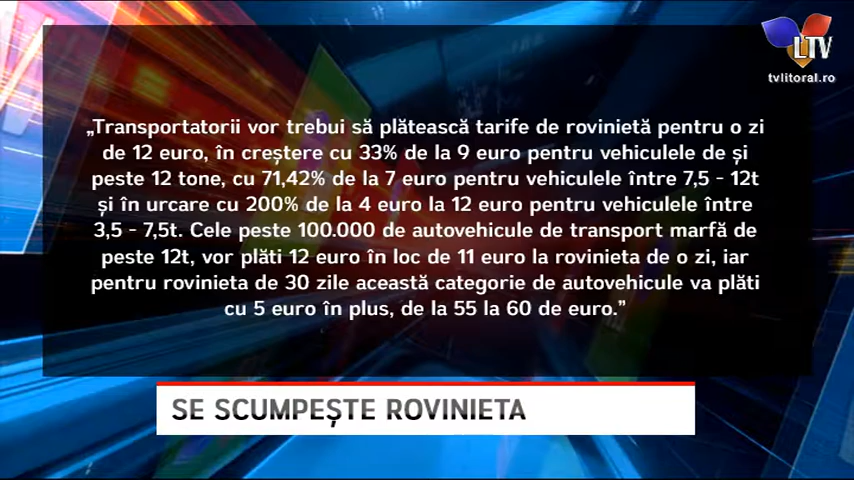 LTV
tvlitoral.ro
„Transportatorii vor trebui să plătească tarife de rovinietă pentru o zi
de 12 euro, în creștere cu 33% de la 9 euro pentru vehiculele de și
peste 12 tone, cu 71,42% de la 7 euro pentru vehiculele între 7,5 - 12t
și în urcare cu 200% de la 4 euro la 12 euro pentru vehiculele între
3,5 - 7,5t. Cele peste 100.000 de autovehicule de transport marfă de
peste 12t, vor plăti 12 euro în loc de 11 euro la rovinieta de o zi, iar
pentru rovinieta de 30 zile această categorie de autovehicule va plăti
cu 5 euro în plus, de la 55 la 60 de euro.”
SE SCUMPEȘTE ROVINIETA